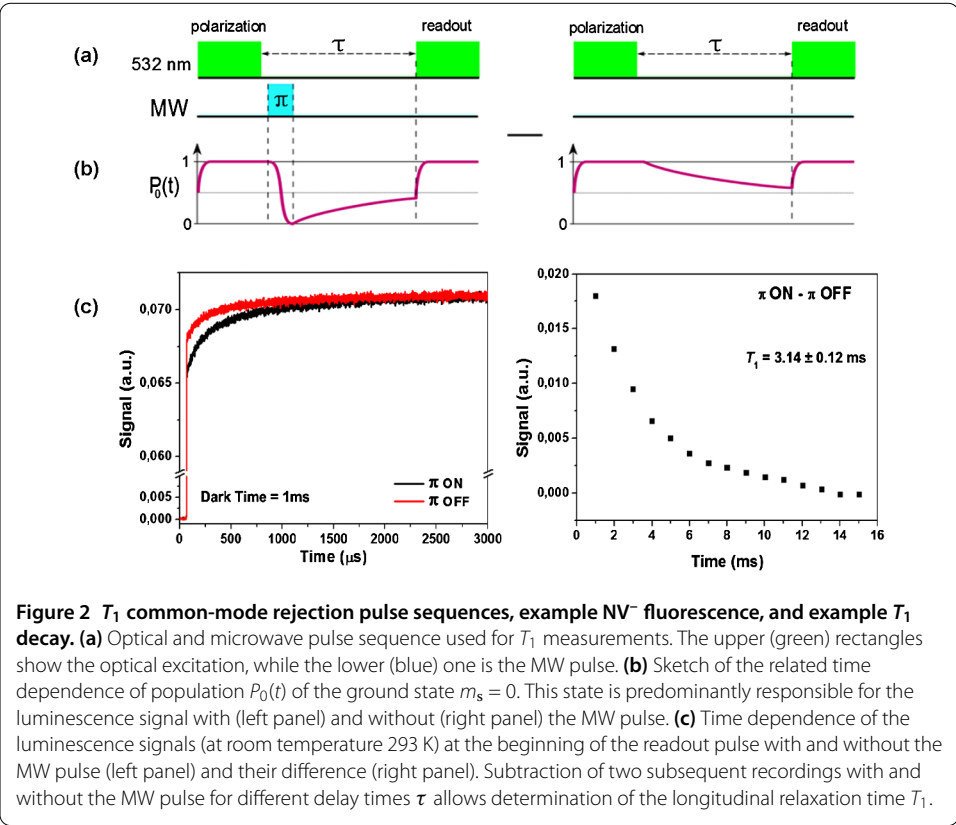 polarization readout polarization readout
(a) τ τ
532 nm
π
MW
(b) 1 1
P₀(t)
0 0
(c) 0,070 0,020
π ON - π OFF
0,015
T₁ = 3.14 ± 0.12 ms
0,065 0,010
Signal (a.u.) Signal (a.u.)
0,060 0,005
π ON
0,005 Dark Time = 1ms π OFF
0,000 0,000
0 500 1000 1500 2000 2500 3000 0 2 4 6 8 10 12 14 16
Time (μs) Time (ms)
Figure 2 T₁ common-mode rejection pulse sequences, example NV⁻ fluorescence, and example T₁
decay. (a) Optical and microwave pulse sequence used for T₁ measurements. The upper (green) rectangles
show the optical excitation, while the lower (blue) one is the MW pulse. (b) Sketch of the related time
dependence of population P₀(t) of the ground state mₛ = 0. This state is predominantly responsible for the
luminescence signal with (left panel) and without (right panel) the MW pulse. (c) Time dependence of the
luminescence signals (at room temperature 293 K) at the beginning of the readout pulse with and without the
MW pulse (left panel) and their difference (right panel). Subtraction of two subsequent recordings with and
without the MW pulse for different delay times τ allows determination of the longitudinal relaxation time T₁.